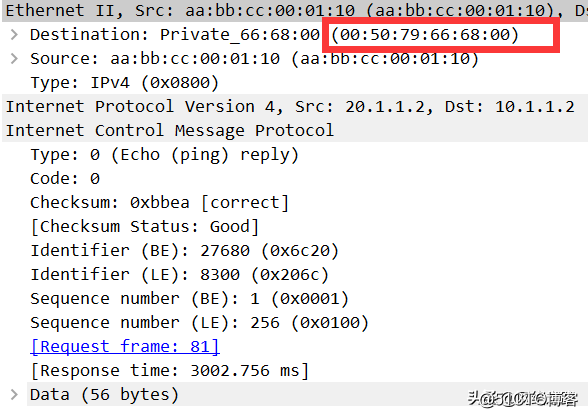 Ethernet II, Src: aa:bb:cc:00:01:10 (aa:bb:cc:00:01:10), Ds
Destination: Private_66:68:00 (00:50:79:66:68:00)
Source: aa:bb:cc:00:01:10 (aa:bb:cc:00:01:10)
Type: IPv4 (0x0800)
Internet Protocol Version 4, Src: 20.1.1.2, Dst: 10.1.1.2
Internet Control Message Protocol
Type: 0 (Echo (ping) reply)
Code: 0
Checksum: 0xbbea [correct]
[Checksum Status: Good]
Identifier (BE): 27680 (0x6c20)
Identifier (LE): 8300 (0x206c)
Sequence number (BE): 1 (0x0001)
Sequence number (LE): 256 (0x0100)
[Request frame: 81]
[Response time: 3002.756 ms]
Data (56 bytes)